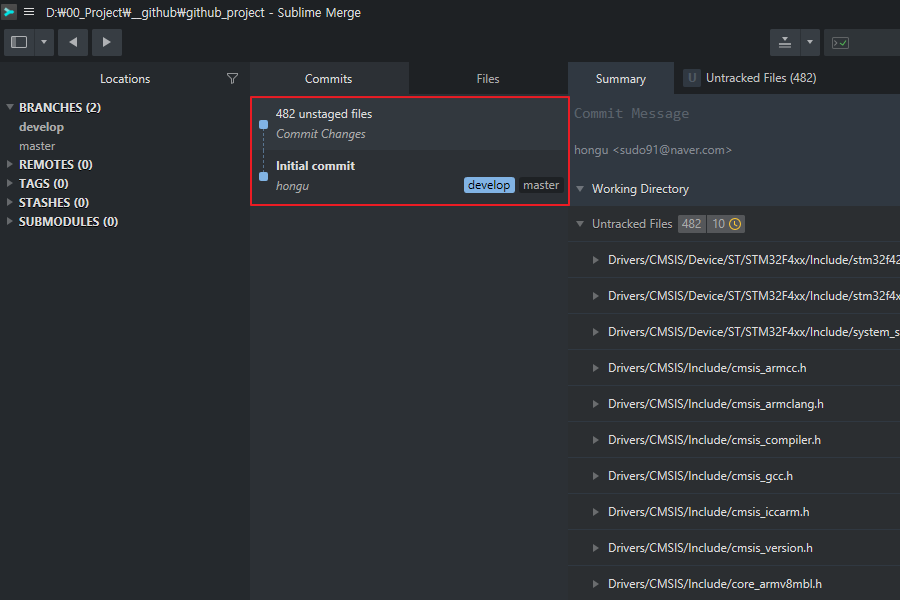 D:₩00_Project₩__github₩github_project - Sublime Merge
Locations
BRANCHES (2)
develop
master
REMOTES (0)
TAGS (0)
STASHES (0)
SUBMODULES (0)
Commits
Files
482 unstaged files
Commit Changes
Initial commit
hongu
develop
master
Summary
U Untracked Files (482)
Commit Message
hongu <sudo91@naver.com>
Working Directory
Untracked Files 482 10
Drivers/CMSIS/Device/ST/STM32F4xx/Include/stm32f42
Drivers/CMSIS/Device/ST/STM32F4xx/Include/stm32f4x
Drivers/CMSIS/Device/ST/STM32F4xx/Include/system_s
Drivers/CMSIS/Include/cmsis_armcc.h
Drivers/CMSIS/Include/cmsis_armclang.h
Drivers/CMSIS/Include/cmsis_compiler.h
Drivers/CMSIS/Include/cmsis_gcc.h
Drivers/CMSIS/Include/cmsis_iccarm.h
Drivers/CMSIS/Include/cmsis_version.h
Drivers/CMSIS/Include/core_armv8mbl.h